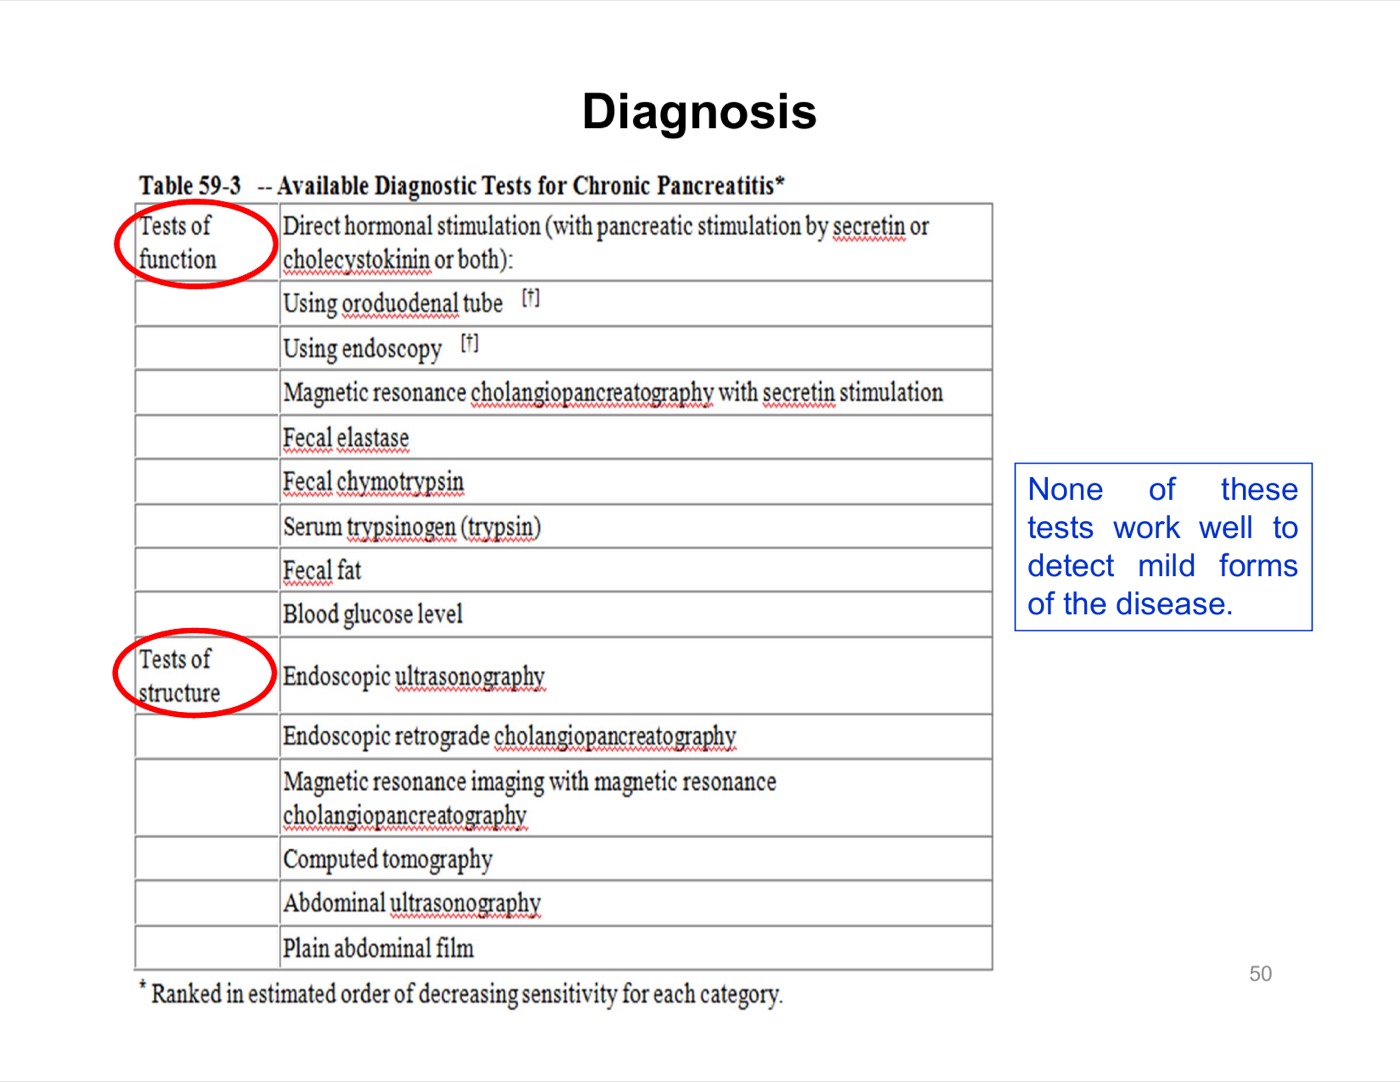 Diagnosis
Table 59-3 -- Available Diagnostic Tests for Chronic Pancreatitis*
Tests of
function
Direct hormonal stimulation (with pancreatic stimulation by secretin or
cholecystokinin or both):
Using oroduodenal tube [†]
Using endoscopy [†]
Magnetic resonance cholangiopancreatography with secretin stimulation
Fecal elastase
Fecal chymotrypsin
Serum trypsinogen (trypsin)
Fecal fat
Blood glucose level
Tests of
structure
Endoscopic ultrasonography
Endoscopic retrograde cholangiopancreatography
Magnetic resonance imaging with magnetic resonance
cholangiopancreatography
Computed tomography
Abdominal ultrasonography
Plain abdominal film
* Ranked in estimated order of decreasing sensitivity for each category.
None of these
tests work well to
detect mild forms
of the disease.
50